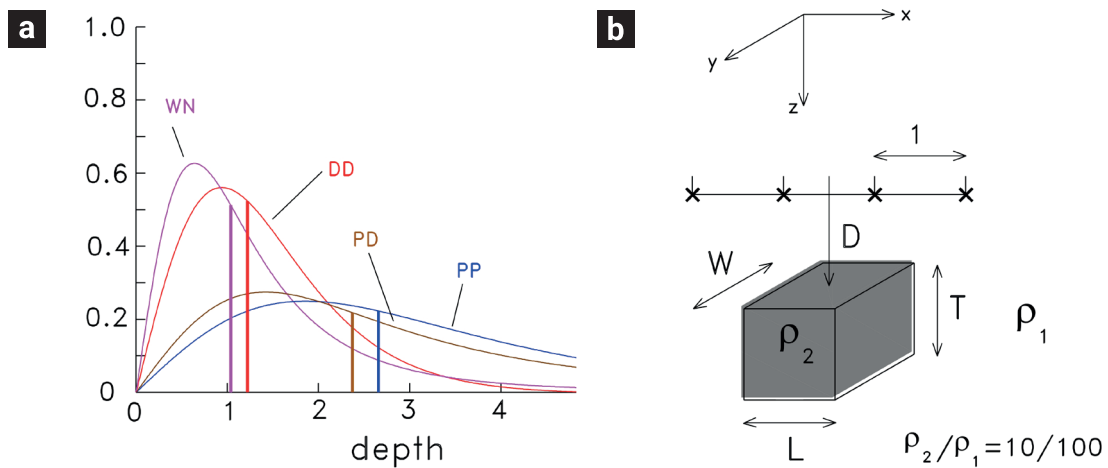 a
1.0
0.8
0.6
0.4
0.2
0
0 1 2 3 4
depth
WN
DD
PD
PP
b
x
y
z
1
D
W
T
ρ2
ρ1
L
ρ2/ρ1=10/100